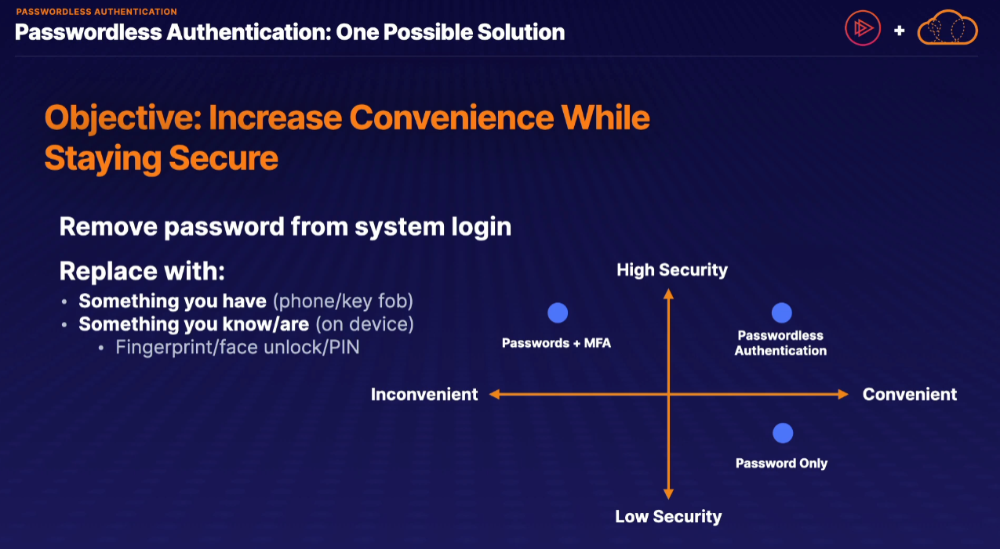 PASSWORDLESS AUTHENTICATION
Passwordless Authentication: One Possible Solution
+
Objective: Increase Convenience While
Staying Secure
Remove password from system login
Replace with:
• Something you have (phone/key fob)
• Something you know/are (on device)
• Fingerprint/face unlock/PIN
High Security
Passwords + MFA
Passwordless
Authentication
Inconvenient
Convenient
Password Only
Low Security